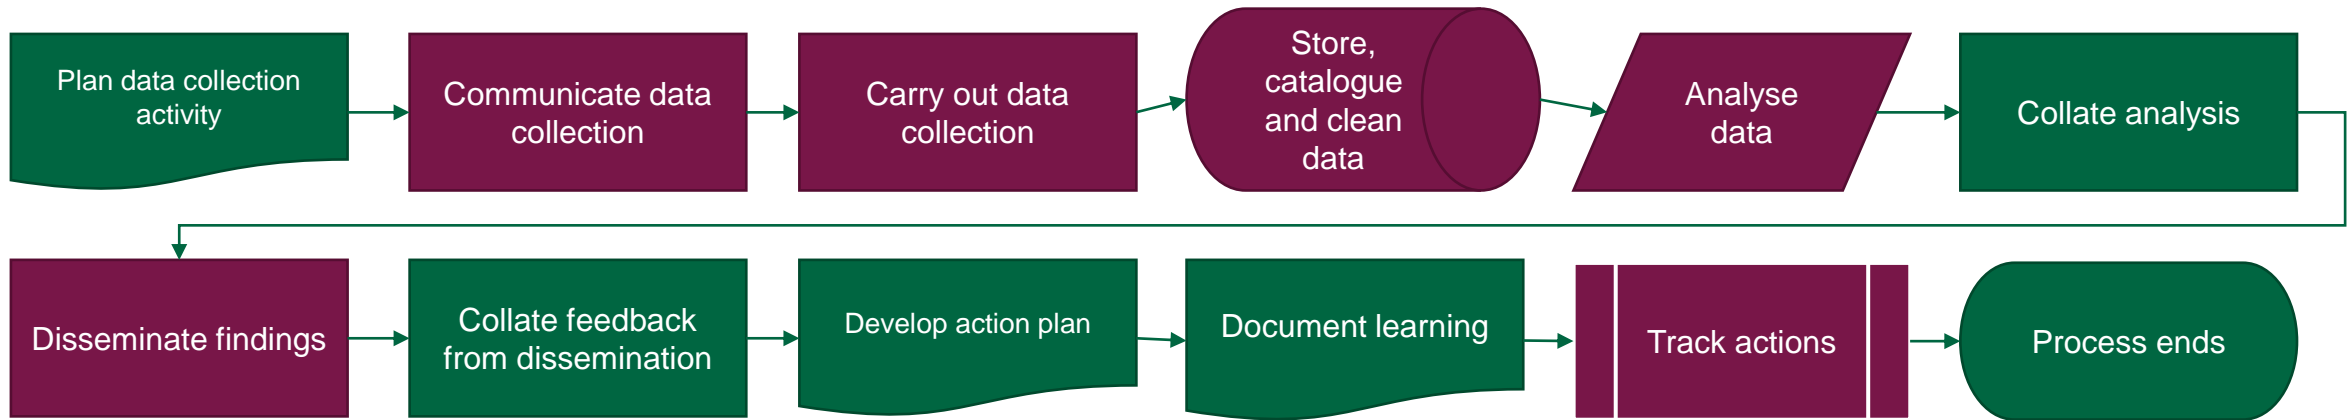 Plan data collection
activity
Communicate data
collection
Carry out data
collection
Store,
catalogue
and clean
data
Analyse
data
Collate analysis
Disseminate findings
Collate feedback
from dissemination
Develop action plan
Document learning
Track actions
Process ends